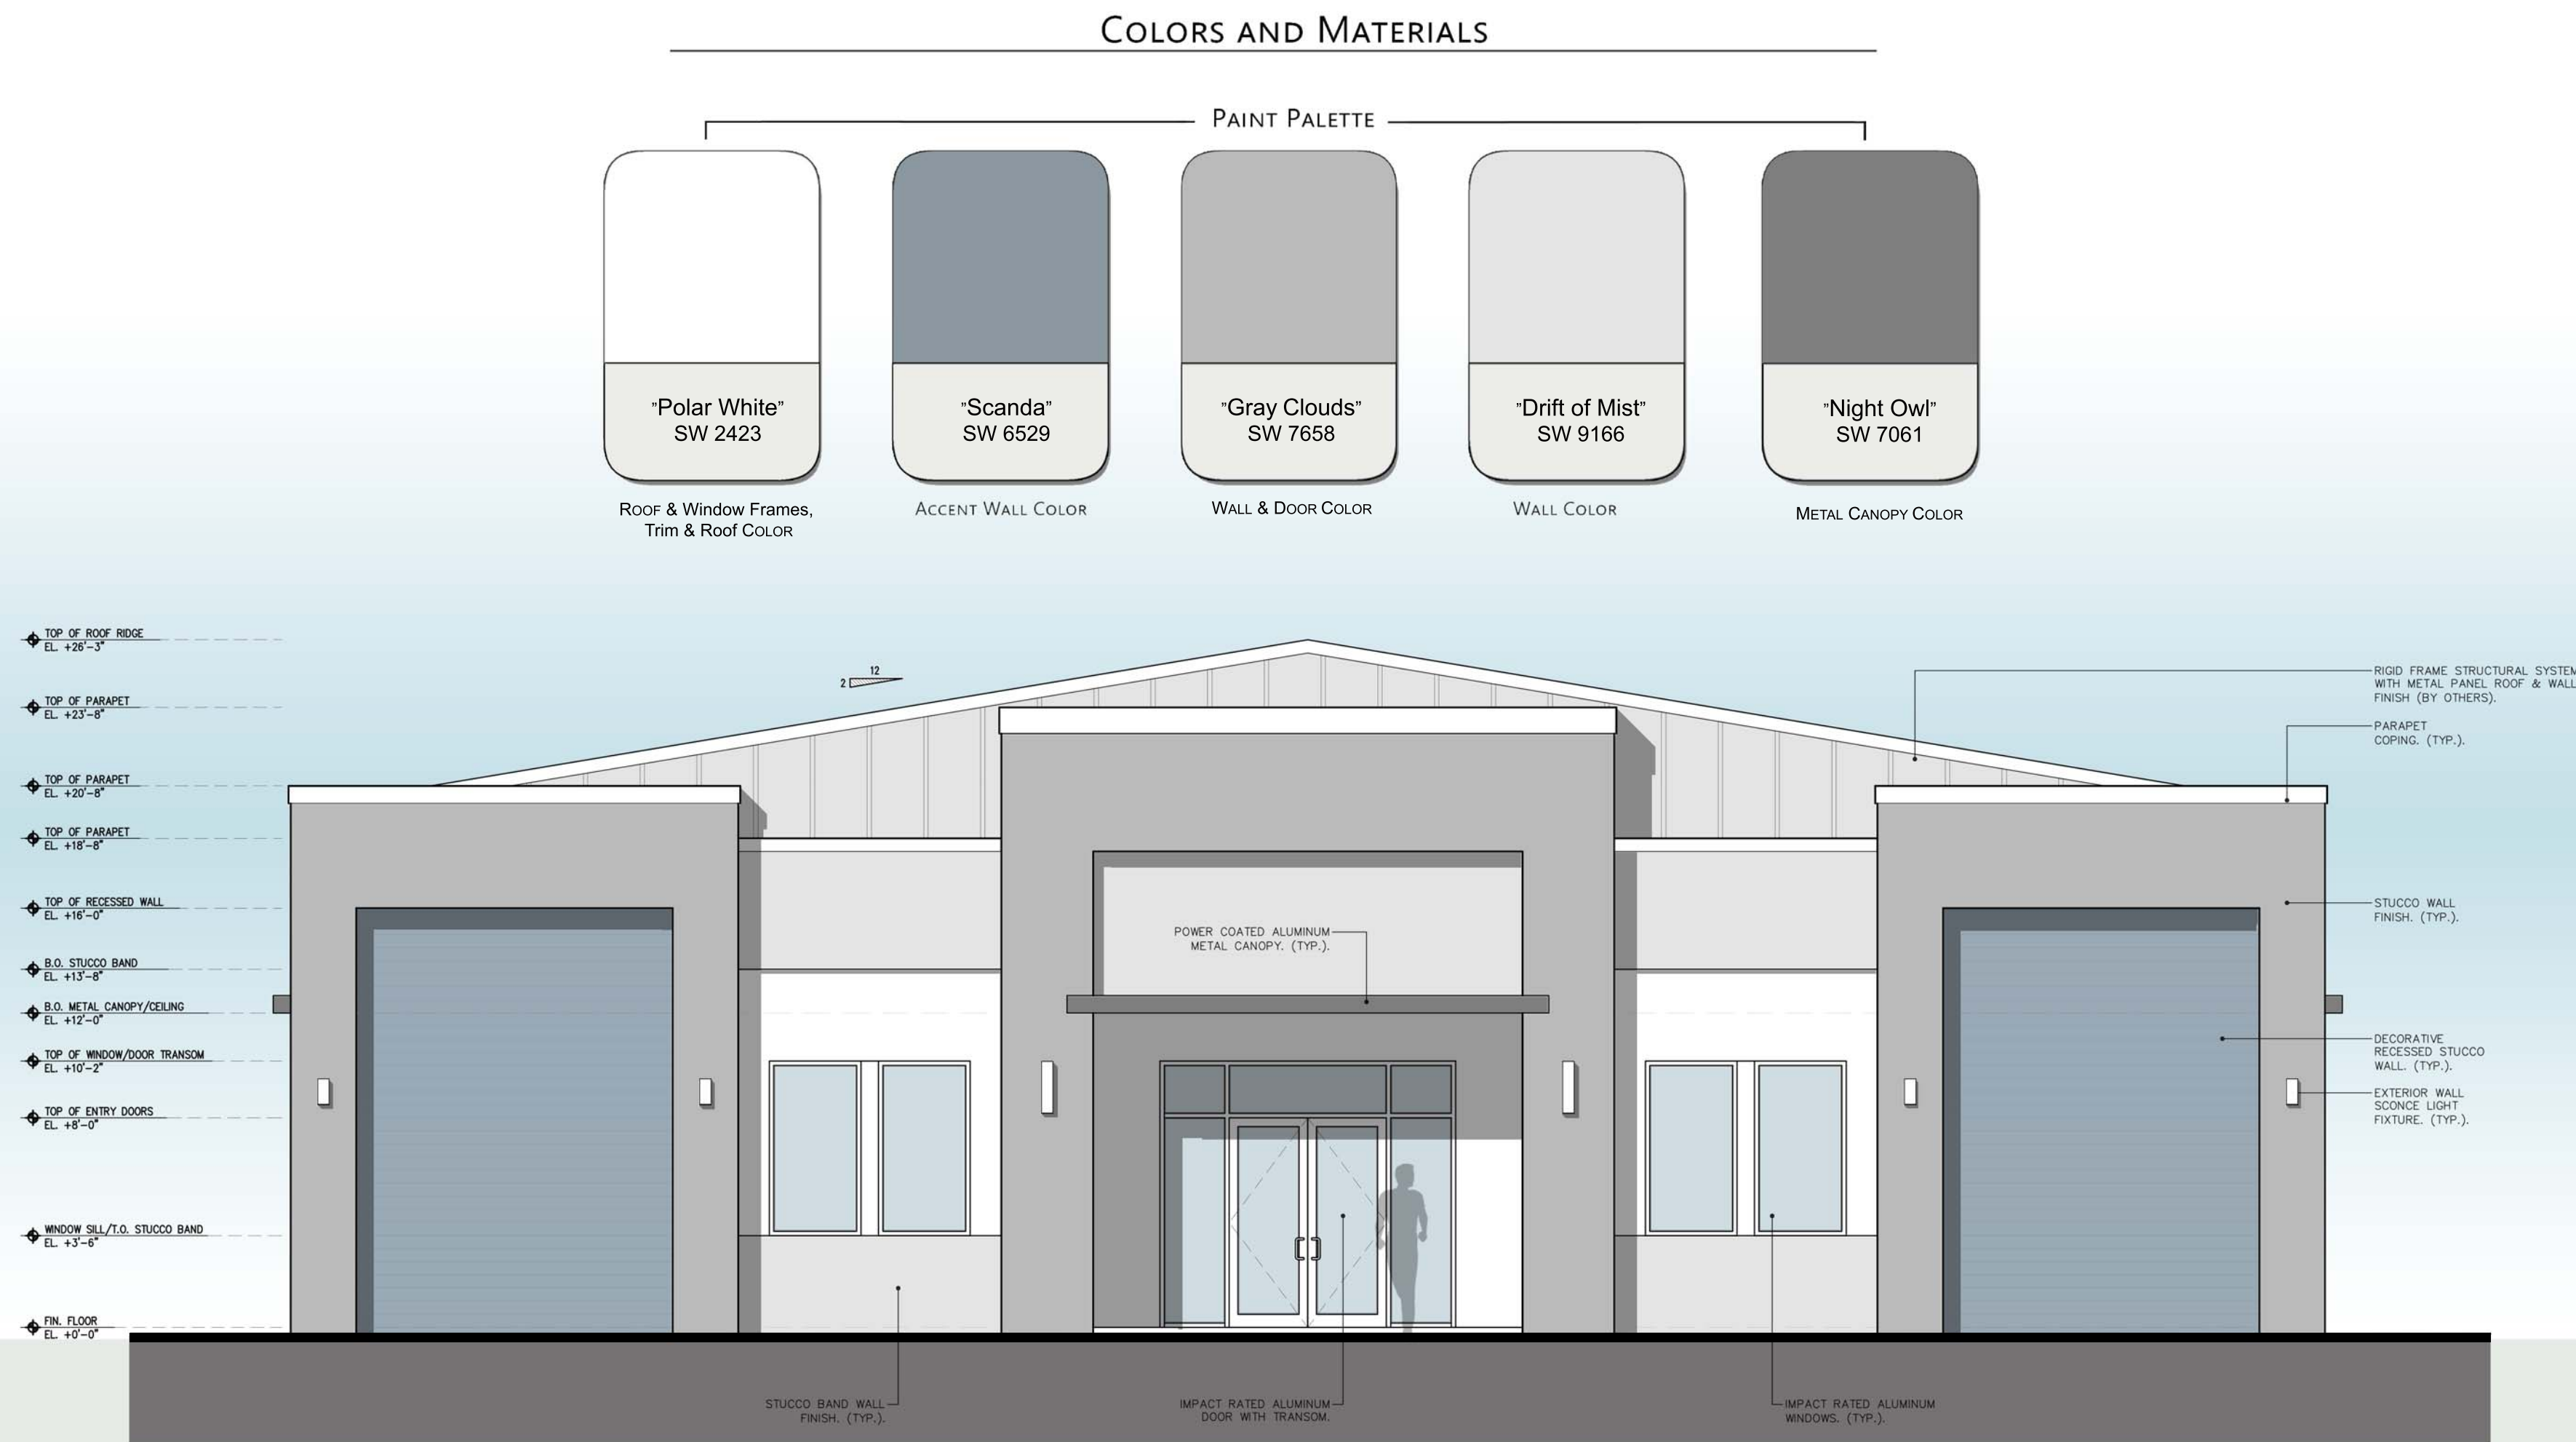 COLORS AND MATERIALS
PAINT PALETTE
"Polar White"
SW 2423
"Scanda"
SW 6529
"Gray Clouds"
SW 7658
"Drift of Mist"
SW 9166
"Night Owl"
SW 7061
ROOF & Window Frames,
Trim & Roof COLOR
ACCENT WALL COLOR
WALL & DOOR COLOR
WALL COLOR
METAL CANOPY COLOR
TOP OF ROOF RIDGE
EL. +26'-3"
TOP OF PARAPET
EL. +23'-8"
TOP OF PARAPET
EL. +20'-8"
TOP OF PARAPET
EL. +18'-8"
TOP OF RECESSED WALL
EL. +16'-0"
B.O. STUCCO BAND
EL. +13'-8"
B.O. METAL CANOPY/CEILING
EL. +12'-0"
TOP OF WINDOW/DOOR TRANSOM
EL. +10'-2"
TOP OF ENTRY DOORS
EL. +8'-0"
WINDOW SILL/T.O. STUCCO BAND
EL. +3'-6"
FIN. FLOOR
EL. +0'-0"
12
2
POWER COATED ALUMINUM
METAL CANOPY. (TYP.).
RIGID FRAME STRUCTURAL SYSTEM
WITH METAL PANEL ROOF & WALL
FINISH (BY OTHERS).
PARAPET
COPING. (TYP.).
STUCCO WALL
FINISH. (TYP.).
DECORATIVE
RECESSED STUCCO
WALL. (TYP.).
EXTERIOR WALL
SCONCE LIGHT
FIXTURE. (TYP.).
STUCCO BAND WALL
FINISH. (TYP.).
IMPACT RATED ALUMINUM
DOOR WITH TRANSOM.
IMPACT RATED ALUMINUM
WINDOWS. (TYP.).